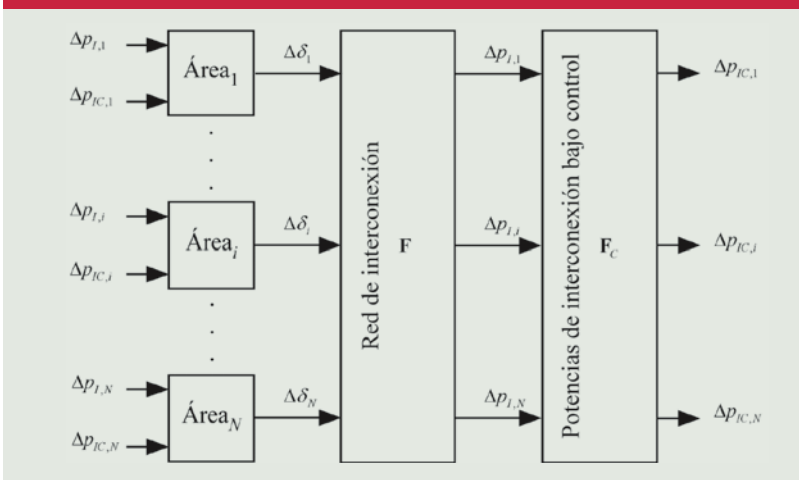 Δp_{I,1}
Δp_{IC,1}
Área_1
Δδ_1
Δp_{I,1}
Δp_{IC,1}
Δp_{I,i}
Δp_{IC,i}
Área_i
Δδ_i
Red de interconexión
F
Δp_{I,i}
Potencias de interconexión bajo control
F_C
Δp_{IC,i}
Δp_{I,N}
Δp_{IC,N}
Área_N
Δδ_N
Δp_{I,N}
Δp_{IC,N}